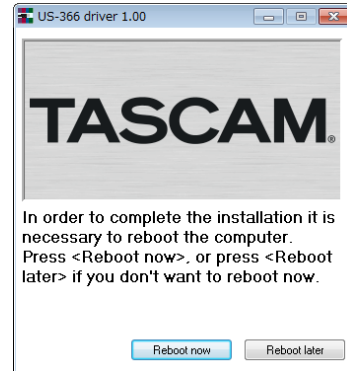 US-366 driver 1.00
TASCAM®
In order to complete the installation it is
necessary to reboot the computer.
Press <Reboot now>, or press <Reboot
later> if you don't want to reboot now.
Reboot now Reboot later